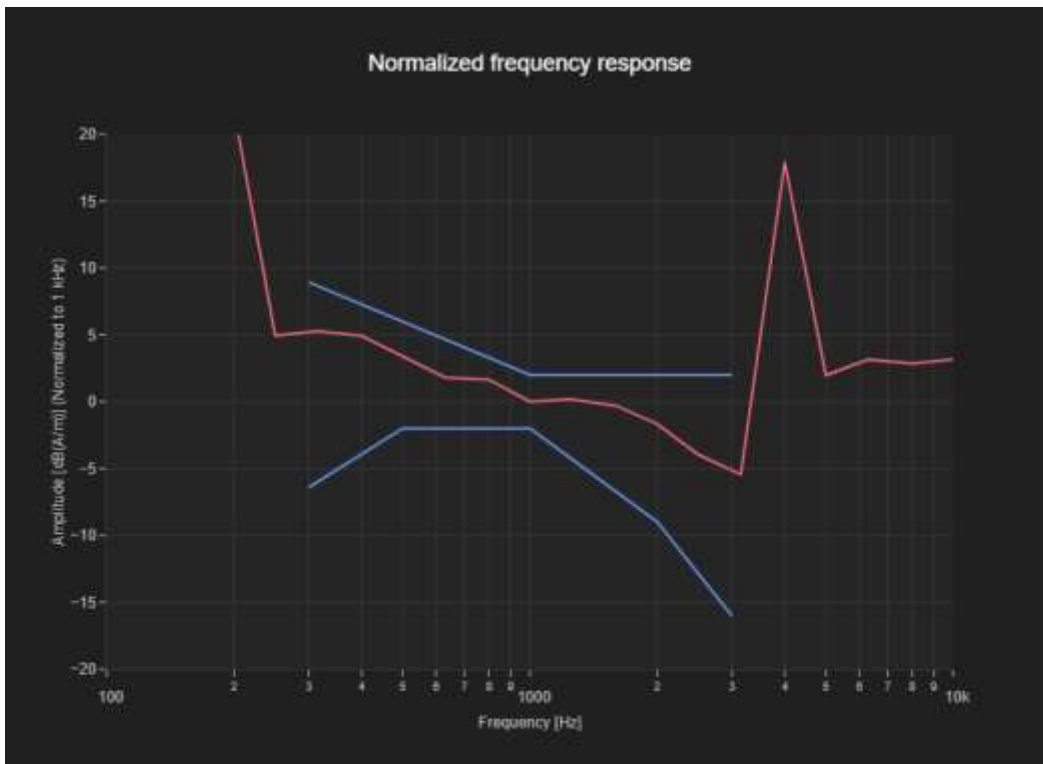 Normalized frequency response
Amplitude [dB(A/m)] (Normalized to 1 kHz)
20
15
10
5
0
−5
−10
−15
−20
100 2 3 4 5 6 7 8 9 1000 2 3 4 5 6 7 8 9 10k
Frequency [Hz]